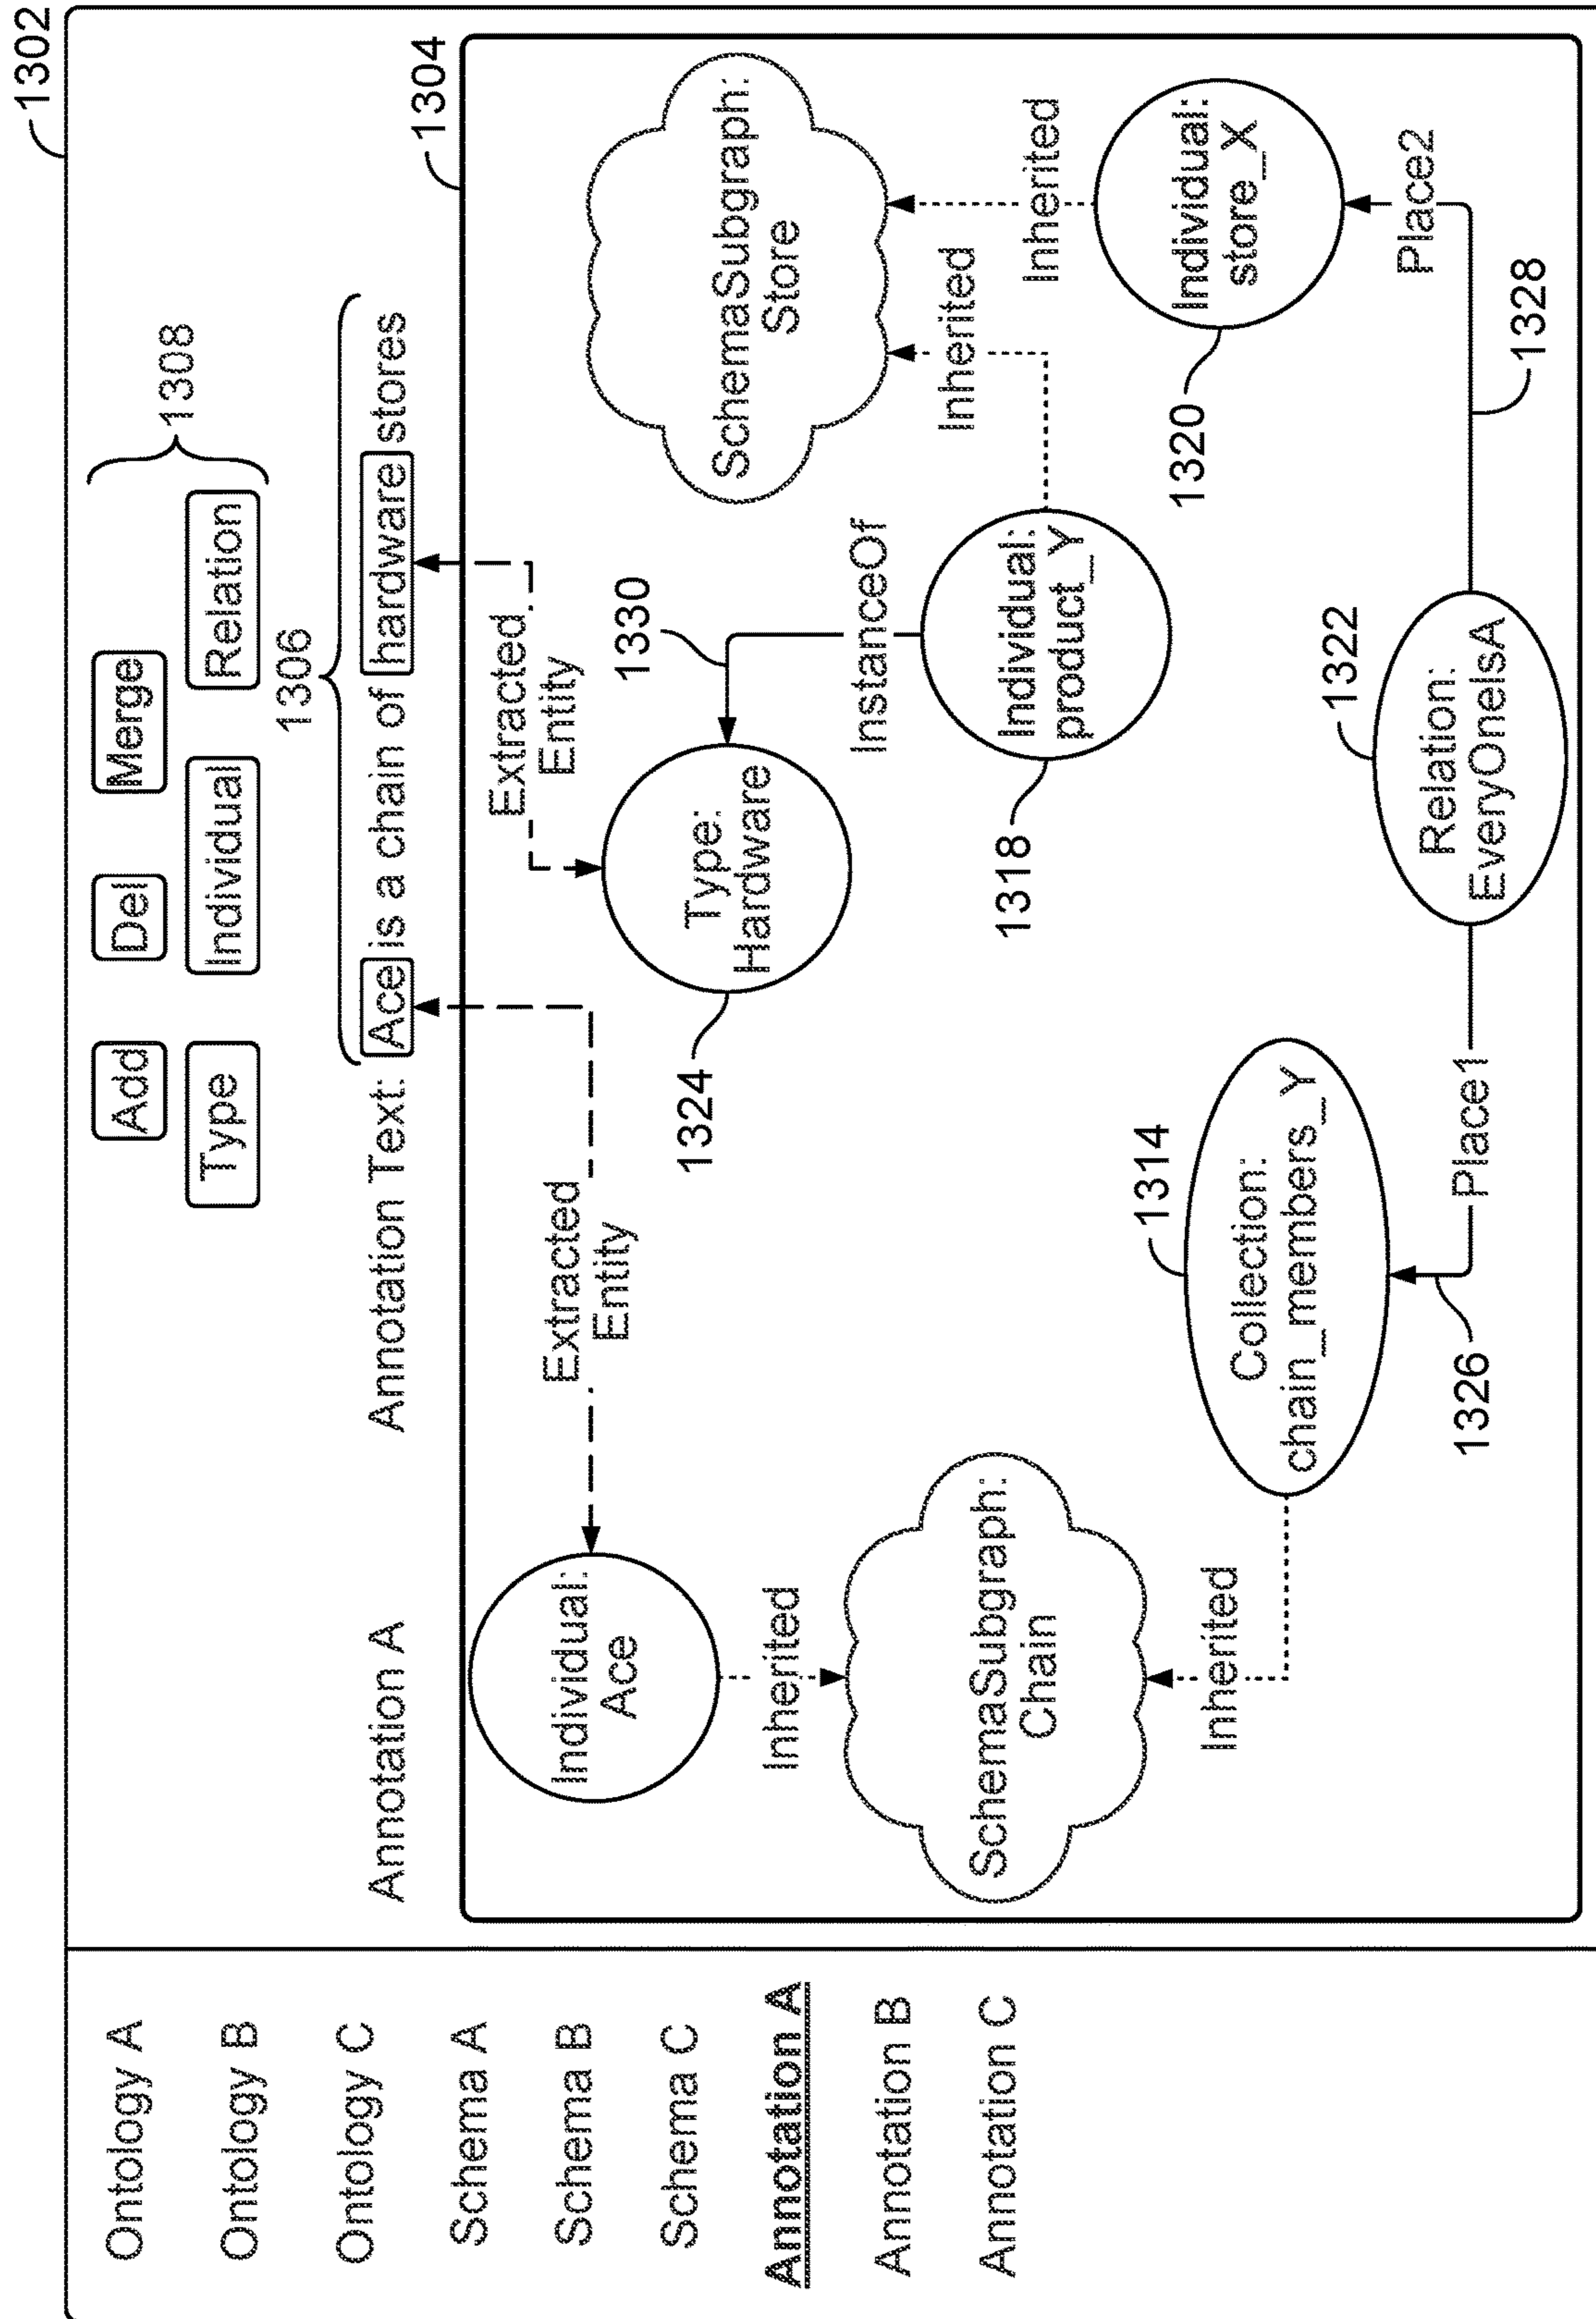 1302
Ontology A
Ontology B
Ontology C
Schema A
Schema B
Schema C
Annotation A
Annotation B
Annotation C
Add
Del
Merge
Type
Individual
Relation
1308
1306
Annotation A
Annotation Text:
Ace is a chain of hardware stores
1304
Individual:
Ace
Extracted
Entity
Extracted
Entity
Inherited
SchemaSubgraph:
Chain
Inherited
1324
Type:
Hardware
1330
InstanceOf
SchemaSubgraph:
Store
Inherited
Inherited
1318
Individual:
product_Y
1320
Individual:
store_X
1314
Collection:
chain_members_Y
1326
Place1
1322
Relation:
EveryOneIsA
1328
Place2